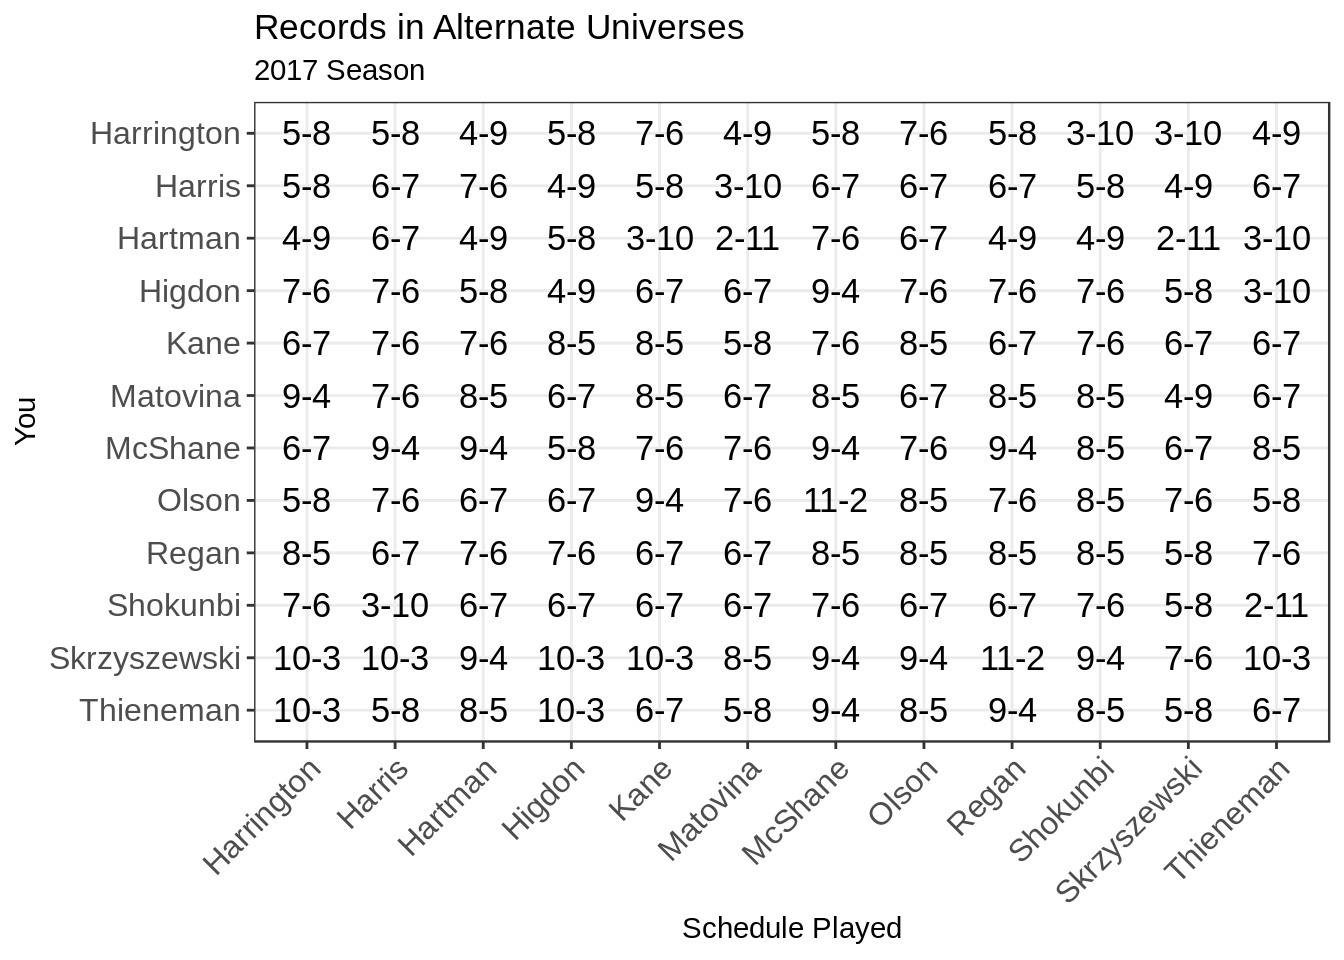 Records in Alternate Universes
2017 Season
Harrington 5-8 5-8 4-9 5-8 7-6 4-9 5-8 7-6 5-8 3-10 3-10 4-9
Harris 5-8 6-7 7-6 4-9 5-8 3-10 6-7 6-7 6-7 5-8 4-9 6-7
Hartman 4-9 6-7 4-9 5-8 3-10 2-11 7-6 6-7 4-9 4-9 2-11 3-10
Higdon 7-6 7-6 5-8 4-9 6-7 6-7 9-4 7-6 7-6 7-6 5-8 3-10
Kane 6-7 7-6 7-6 8-5 8-5 5-8 7-6 8-5 6-7 7-6 6-7 6-7
Matovina 9-4 7-6 8-5 6-7 8-5 6-7 8-5 6-7 8-5 8-5 4-9 6-7
McShane 6-7 9-4 9-4 5-8 7-6 7-6 9-4 7-6 9-4 8-5 6-7 8-5
Olson 5-8 7-6 6-7 6-7 9-4 7-6 11-2 8-5 7-6 8-5 7-6 5-8
Regan 8-5 6-7 7-6 7-6 6-7 6-7 8-5 8-5 8-5 8-5 5-8 7-6
Shokunbi 7-6 3-10 6-7 6-7 6-7 6-7 7-6 6-7 6-7 7-6 5-8 2-11
Skrzyszewski 10-3 10-3 9-4 10-3 10-3 8-5 9-4 9-4 11-2 9-4 7-6 10-3
Thieneman 10-3 5-8 8-5 10-3 6-7 5-8 9-4 8-5 9-4 8-5 5-8 6-7
You
Harrington Harris Hartman Higdon Kane Matovina McShane Olson Regan Shokunbi Skrzyszewski Thieneman
Schedule Played